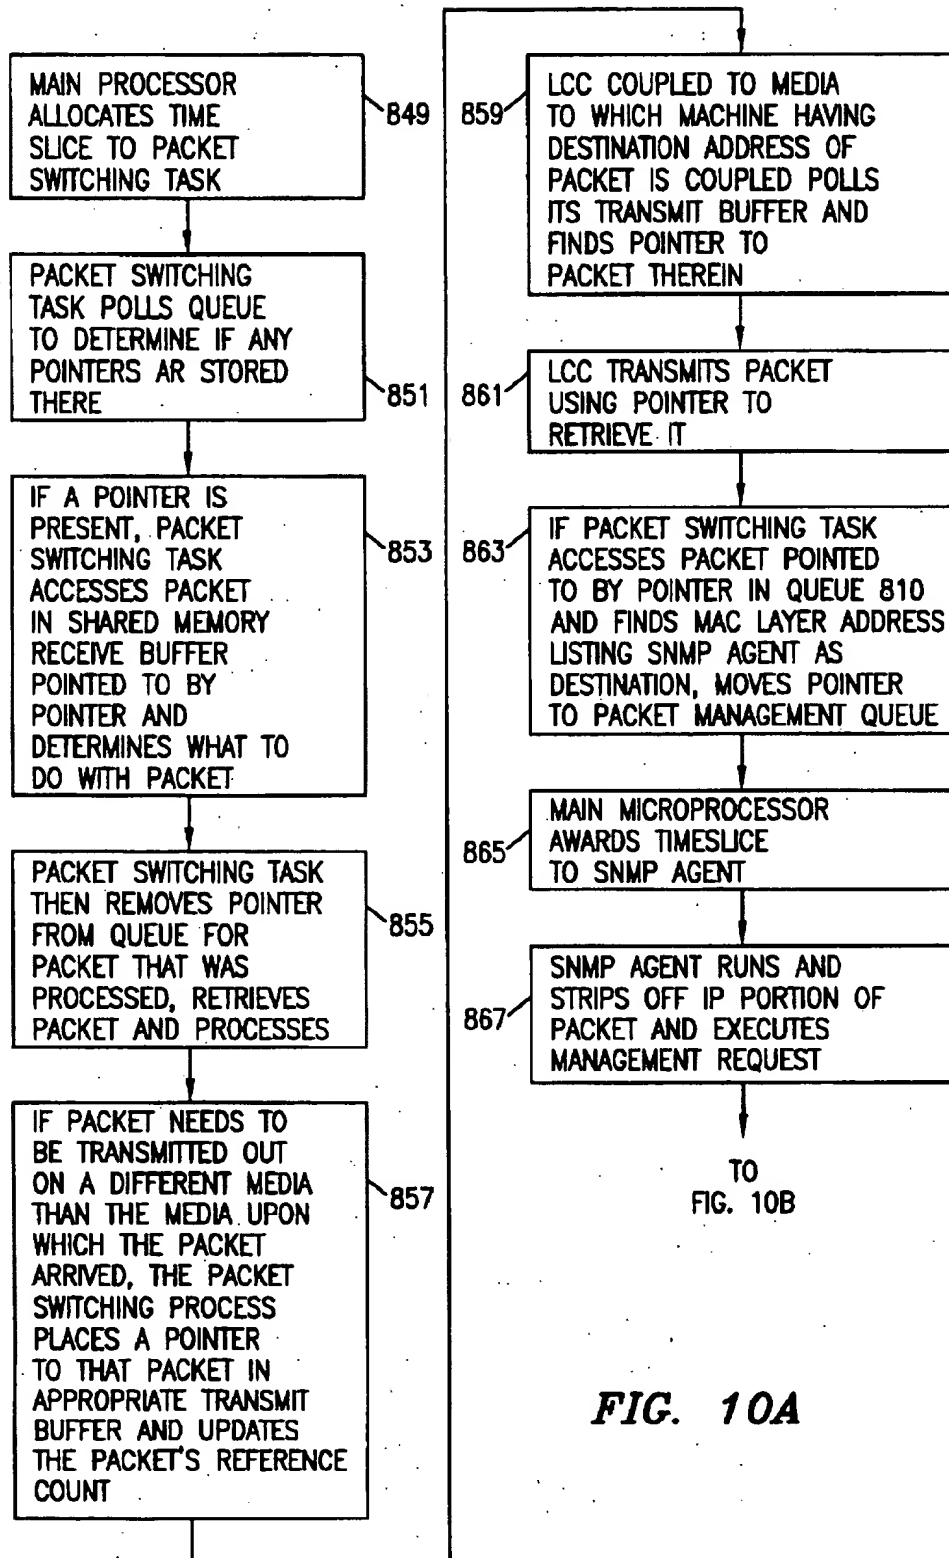 MAIN PROCESSOR
ALLOCATES TIME
SLICE TO PACKET
SWITCHING TASK
849
PACKET SWITCHING
TASK POLLS QUEUE
TO DETERMINE IF ANY
POINTERS AR STORED
THERE
851
IF A POINTER IS
PRESENT, PACKET
SWITCHING TASK
ACCESSES PACKET
IN SHARED MEMORY
RECEIVE BUFFER
POINTED TO BY
POINTER AND
DETERMINES WHAT TO
DO WITH PACKET
853
PACKET SWITCHING TASK
THEN REMOVES POINTER
FROM QUEUE FOR
PACKET THAT WAS
PROCESSED, RETRIEVES
PACKET AND PROCESSES
855
IF PACKET NEEDS TO
BE TRANSMITTED OUT
ON A DIFFERENT MEDIA
THAN THE MEDIA UPON
WHICH THE PACKET
ARRIVED, THE PACKET
SWITCHING PROCESS
PLACES A POINTER
TO THAT PACKET IN
APPROPRIATE TRANSMIT
BUFFER AND UPDATES
THE PACKET'S REFERENCE
COUNT
857
859
LCC COUPLED TO MEDIA
TO WHICH MACHINE HAVING
DESTINATION ADDRESS OF
PACKET IS COUPLED POLLS
ITS TRANSMIT BUFFER AND
FINDS POINTER TO
PACKET THEREIN
861
LCC TRANSMITS PACKET
USING POINTER TO
RETRIEVE IT
863
IF PACKET SWITCHING TASK
ACCESSES PACKET POINTED
TO BY POINTER IN QUEUE 810
AND FINDS MAC LAYER ADDRESS
LISTING SNMP AGENT AS
DESTINATION, MOVES POINTER
TO PACKET MANAGEMENT QUEUE
865
MAIN MICROPROCESSOR
AWARDS TIMESLICE
TO SNMP AGENT
867
SNMP AGENT RUNS AND
STRIPS OFF IP PORTION OF
PACKET AND EXECUTES
MANAGEMENT REQUEST
TO
FIG. 10B
FIG. 10A